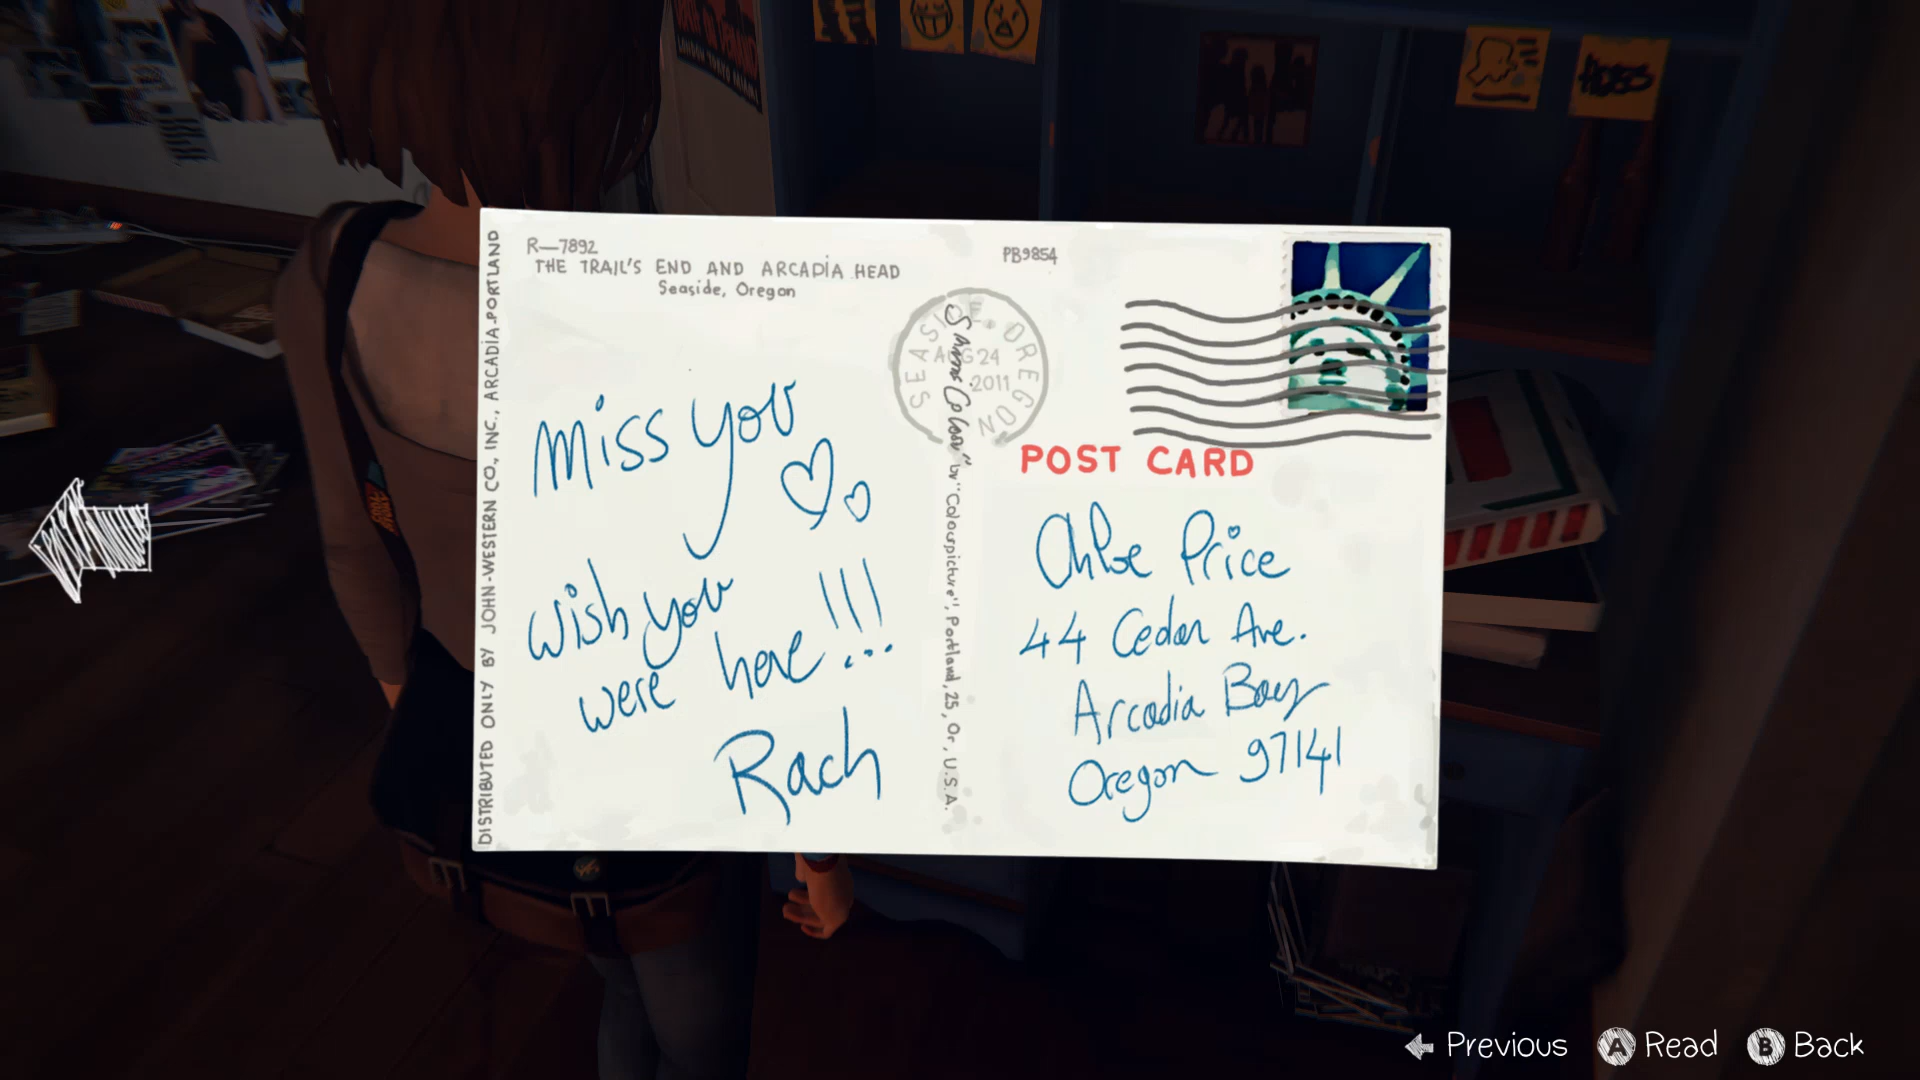 R—7892
THE TRAIL'S END AND ARCADIA HEAD
Seaside, Oregon
PB9854
SEASIDE, OREGON
AUG 24
2011
DISTRIBUTED ONLY BY JOHN-WESTERN CO., INC., ARCADIA-PORTLAND
miss you
wish you
were here!!!
Rach
by "Colourpicture", Portland, 25, Or, U.S.A.
POST CARD
Chloe Price
44 Cedar Ave.
Arcadia Bay
Oregon 97141
Previous
A Read
B Back